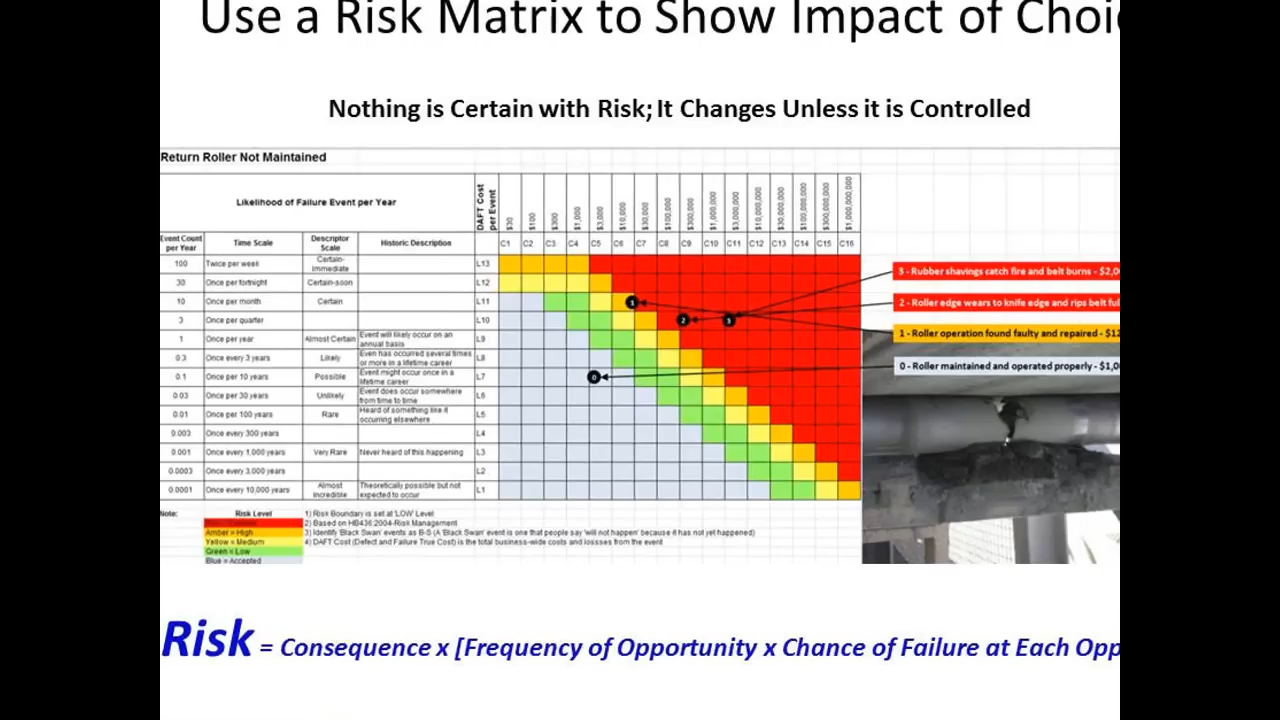 Use a Risk Matrix to Show Impact of Choi
Nothing is Certain with Risk; It Changes Unless it is Controlled
Return Roller Not Maintained
Likelihood of Failure Event per Year
DAFT Cost per Event
$30 $100 $300 $1,000 $3,000 $10,000 $30,000 $100,000 $300,000 $1,000,000 $3,000,000 $10,000,000 $30,000,000 $100,000,000 $300,000,000 $1,000,000,000
Event Count per Year Time Scale Descriptor Scale Historic Description C1 C2 C3 C4 C5 C6 C7 C8 C9 C10 C11 C12 C13 C14 C15 C16
100 Twice per week Certain-Immediate L13
30 Once per fortnight Certain-soon L12
10 Once per month Certain L11
3 Once per quarter L10
1 Once per year Almost Certain Event will likely occur on an annual basis L9
0.3 Once every 3 years Likely Even has occurred several times or more in a lifetime career L8
0.1 Once per 10 years Possible Event might occur once in a lifetime career L7
0.03 Once per 30 years Unlikely Event does occur somewhere from time to time L6
0.01 Once per 100 years Rare Heard of something like it occurring elsewhere L5
0.003 Once every 300 years L4
0.001 Once every 1,000 years Very Rare Never heard of this happening L3
0.0003 Once every 3,000 years L2
0.0001 Once every 10,000 years Almost Incredible Theoretically possible but not expected to occur L1
1
2 3
0
3 - Rubber shavings catch fire and belt burns - $2,0
2 - Roller edge wears to knife edge and rips belt ful
1 - Roller operation found faulty and repaired - $12
0 - Roller maintained and operated properly - $1,0
Note: Risk Level 1) Risk Boundary is set at 'LOW' Level
2) Based on HB436:2004-Risk Management
Amber = High 3) Identify 'Black Swan' events as B-S (A 'Black Swan' event is one that people say 'will not happen' because it has not yet happened)
Yellow = Medium 4) DAFT Cost (Defect and Failure True Cost) is the total business-wide costs and lossses from the event
Green = Low
Blue = Accepted
Risk = Consequence x [Frequency of Opportunity x Chance of Failure at Each Opp